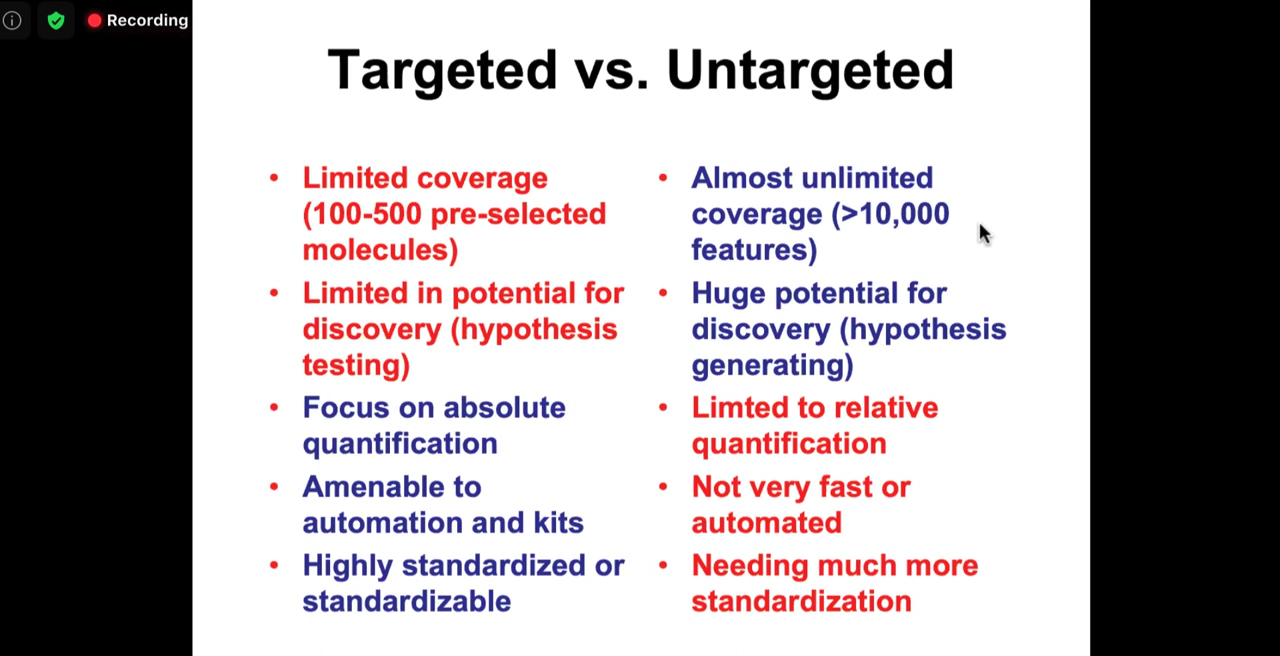 Recording
Targeted vs. Untargeted
• Limited coverage
(100-500 pre-selected
molecules)
• Limited in potential for
discovery (hypothesis
testing)
• Focus on absolute
quantification
• Amenable to
automation and kits
• Highly standardized or
standardizable
• Almost unlimited
coverage (>10,000
features)
• Huge potential for
discovery (hypothesis
generating)
• Limted to relative
quantification
• Not very fast or
automated
• Needing much more
standardization